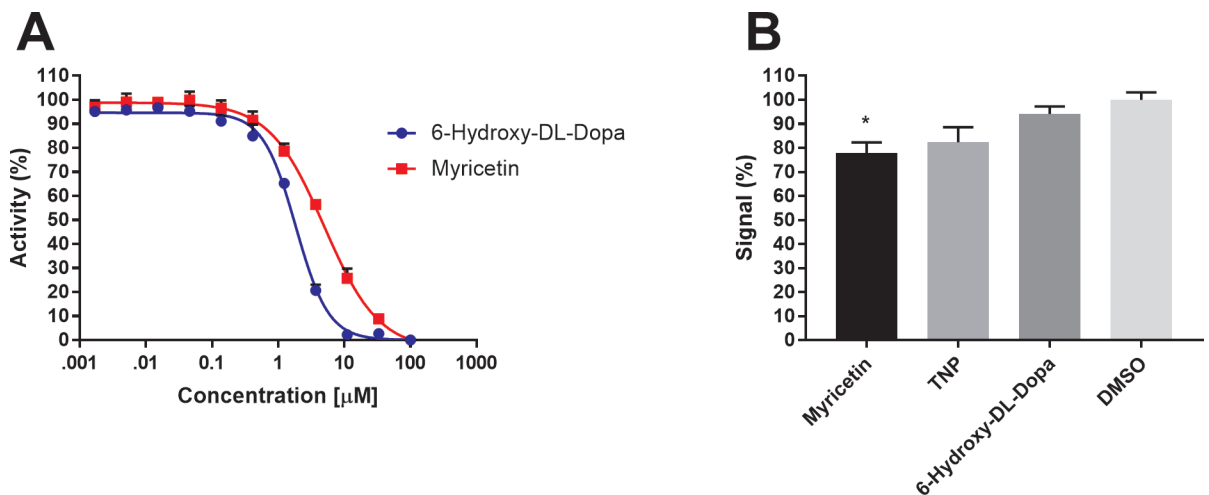 A
Activity (%)
110
100
90
80
70
60
50
40
30
20
10
0
.001 .01 0.1 1 10 100 1000
Concentration [μM]
6-Hydroxy-DL-Dopa
Myricetin
B
Signal (%)
110
100
90
80
70
60
50
40
30
20
10
0
*
Myricetin
TNP
6-Hydroxy-DL-Dopa
DMSO